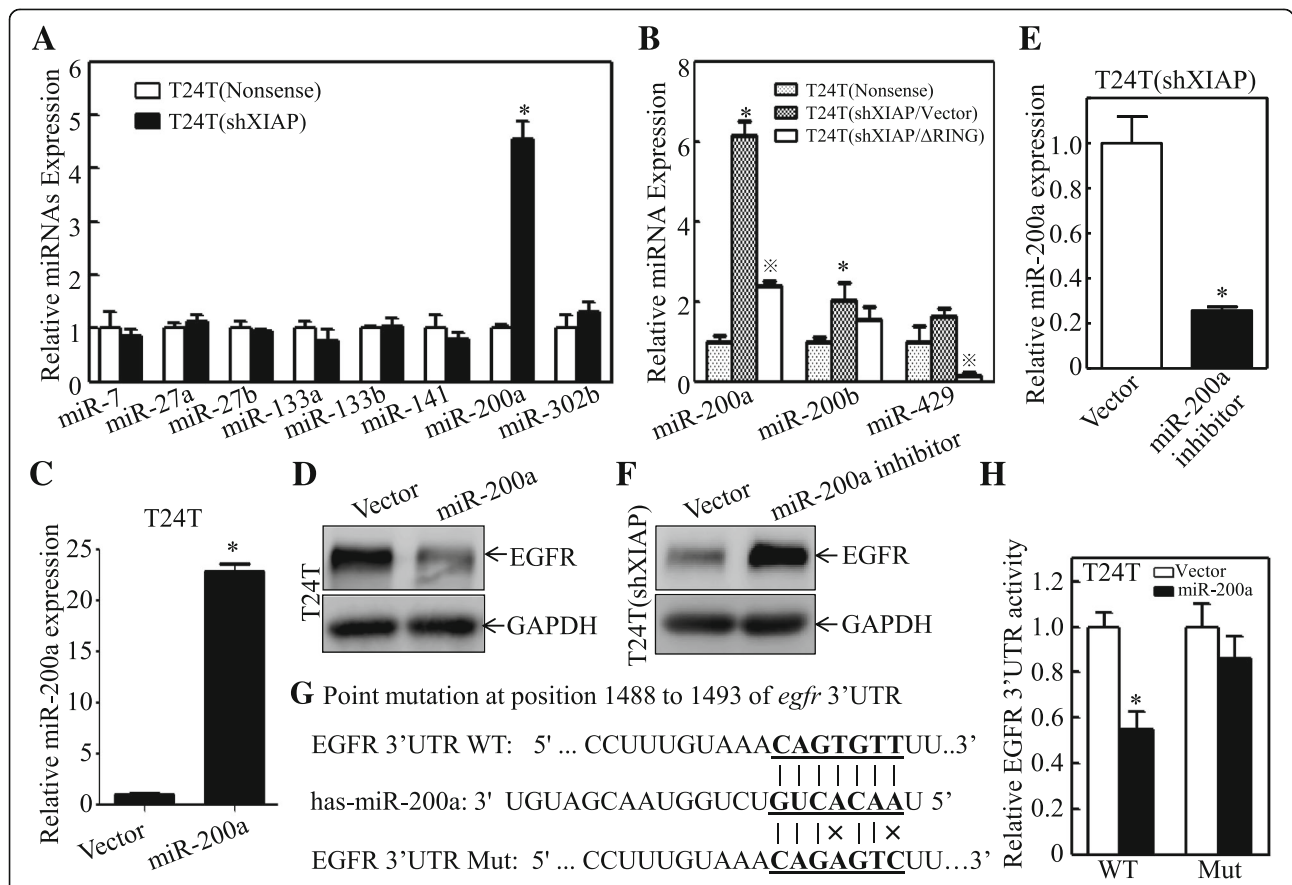 A
Relative miRNAs Expression
6
5
4
3
2
1
0
T24T(Nonsense)
T24T(shXIAP)
*
miR-7
miR-27a
miR-27b
miR-133a
miR-133b
miR-141
miR-200a
miR-302b
B
Relative miRNA Expression
8
6
4
2
0
T24T(Nonsense)
T24T(shXIAP/Vector)
T24T(shXIAP/ΔRING)
*
※
*
※
miR-200a
miR-200b
miR-429
E
T24T(shXIAP)
Relative miR-200a expression
1.0
0.8
0.6
0.4
0.2
0
*
Vector
miR-200a
inhibitor
C
T24T
Relative miR-200a expression
25
20
15
10
5
0
*
Vector
miR-200a
D
Vector
miR-200a
T24T
EGFR
GAPDH
F
Vector
miR-200a inhibitor
T24T(shXIAP)
EGFR
GAPDH
G Point mutation at position 1488 to 1493 of egfr 3’UTR
EGFR 3’UTR WT: 5' ... CCUUUGUAAACAGTGTTUU..3’
has-miR-200a: 3' UGUAGCAAUGGUCUGUCACAAU 5’
| | | × | | ×
EGFR 3’UTR Mut: 5' ... CCUUUGUAAACAGAGTCUU...3’
H
Relative EGFR 3’UTR activity
1.2
1.0
0.8
0.6
0.4
0.2
0
T24T
Vector
miR-200a
*
WT
Mut